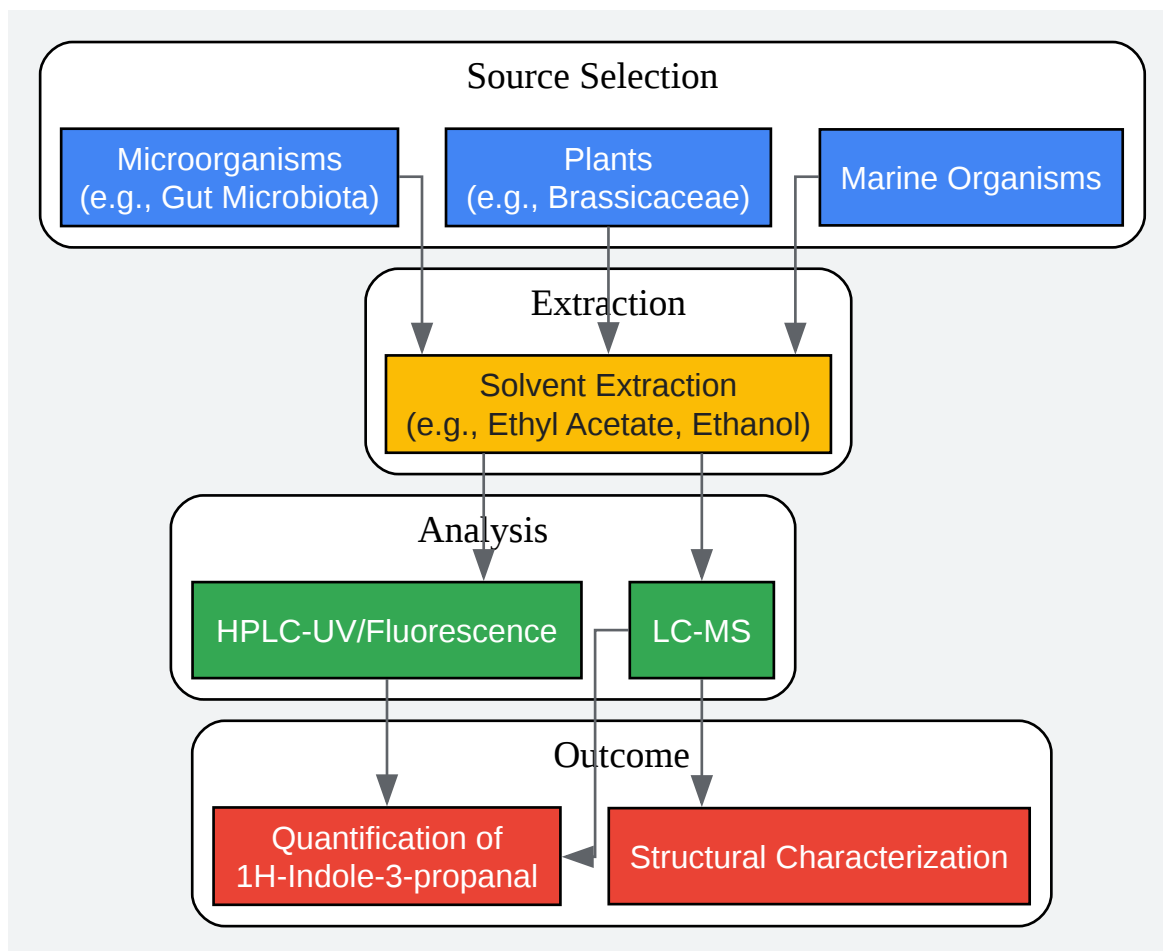 Source Selection
Microorganisms
(e.g., Gut Microbiota)
Plants
(e.g., Brassicaceae)
Marine Organisms
Extraction
Solvent Extraction
(e.g., Ethyl Acetate, Ethanol)
Analysis
HPLC-UV/Fluorescence
LC-MS
Outcome
Quantification of
1H-Indole-3-propanal
Structural Characterization